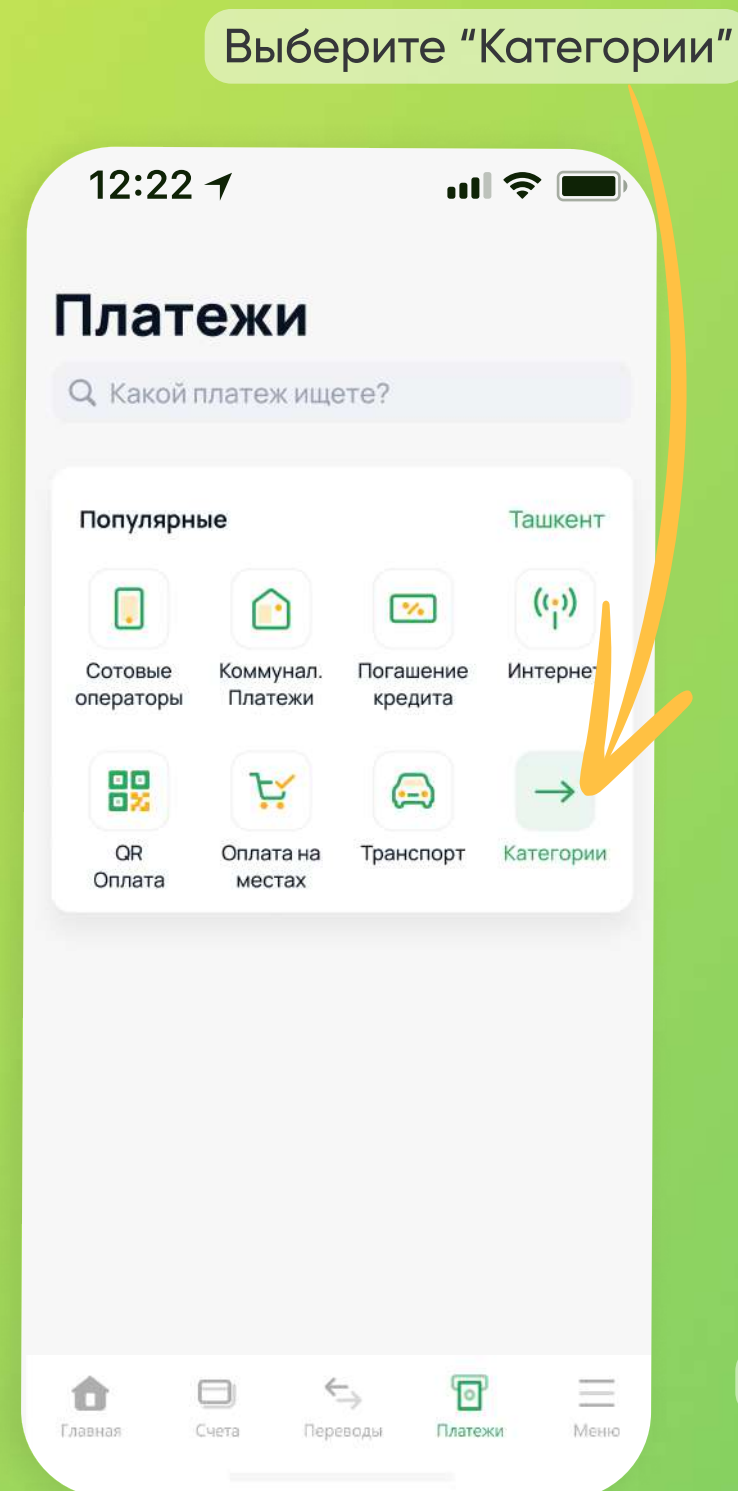 Выберите “Категории”
12:22
Платежи
Какой платеж ищете?
Популярные Ташкент
Сотовые операторы
Коммунал. Платежи
Погашение кредита
Интернет
QR Оплата
Оплата на местах
Транспорт
Категории
Главная Счета Переводы Платежи Меню